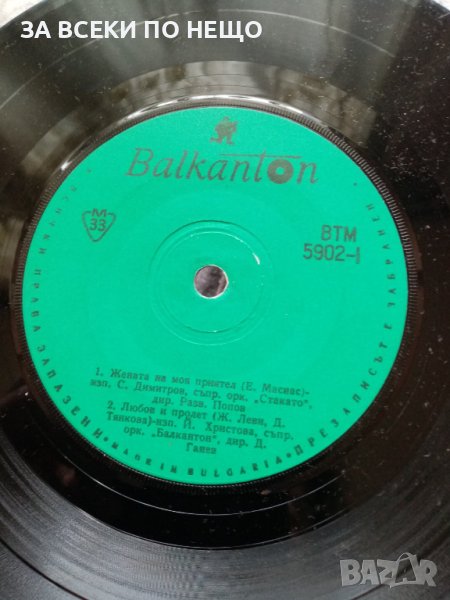 ЗА ВСЕКИ ПО НЕЩО
Balkanton
M
33
ВТМ
5902-I
1. Жената на моя приятел (Е. Масиас)-
изп. С. Димитров, съпр. орк. „Стакато",
дир. Разв. Попов
2. Любов и пролет (Ж. Леви, Д.
Тинкова)-изп. Й. Христова, съпр.
орк. „Балкантон", дир. Д.
Ганев
ВСИЧКИ ПРАВА ЗАПАЗЕНИ • MADE IN BULGARIA • ПРЕЗАПИСЪТ Е ЗАБРАНЕН
BAZAR